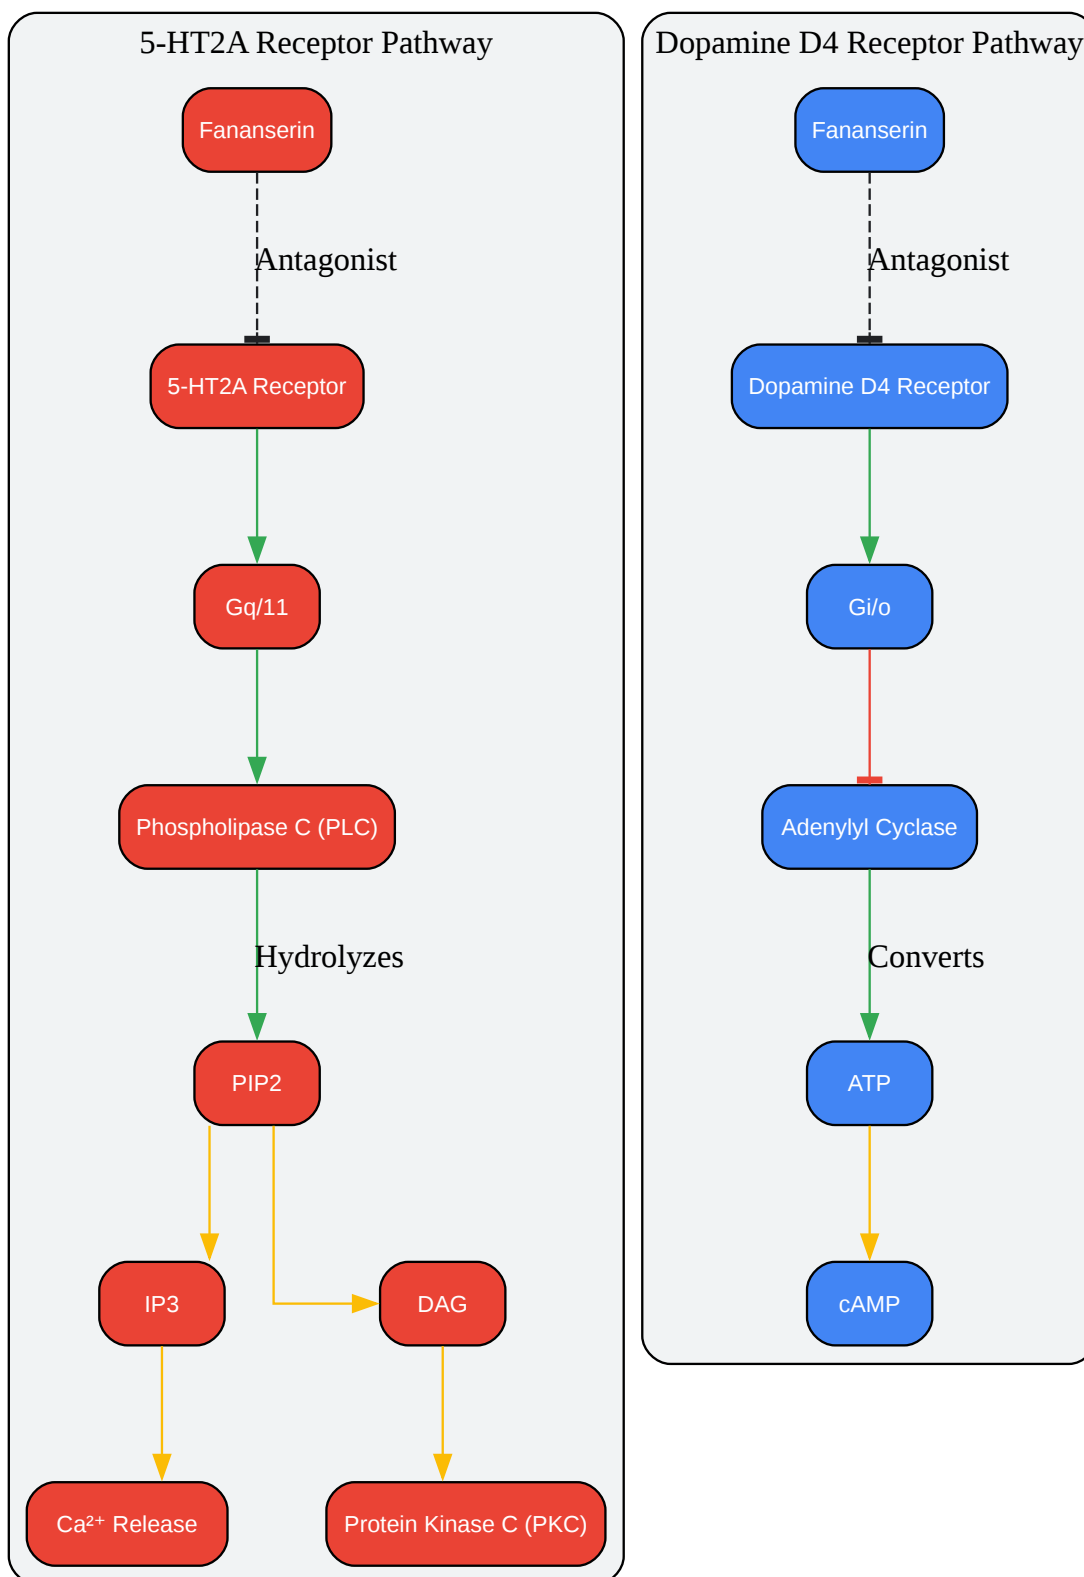 5-HT2A Receptor Pathway
Fananserin
Antagonist
5-HT2A Receptor
Gq/11
Phospholipase C (PLC)
Hydrolyzes
PIP2
IP3
DAG
Ca²⁺ Release
Protein Kinase C (PKC)
Dopamine D4 Receptor Pathway
Fananserin
Antagonist
Dopamine D4 Receptor
Gi/o
Adenylyl Cyclase
Converts
ATP
cAMP